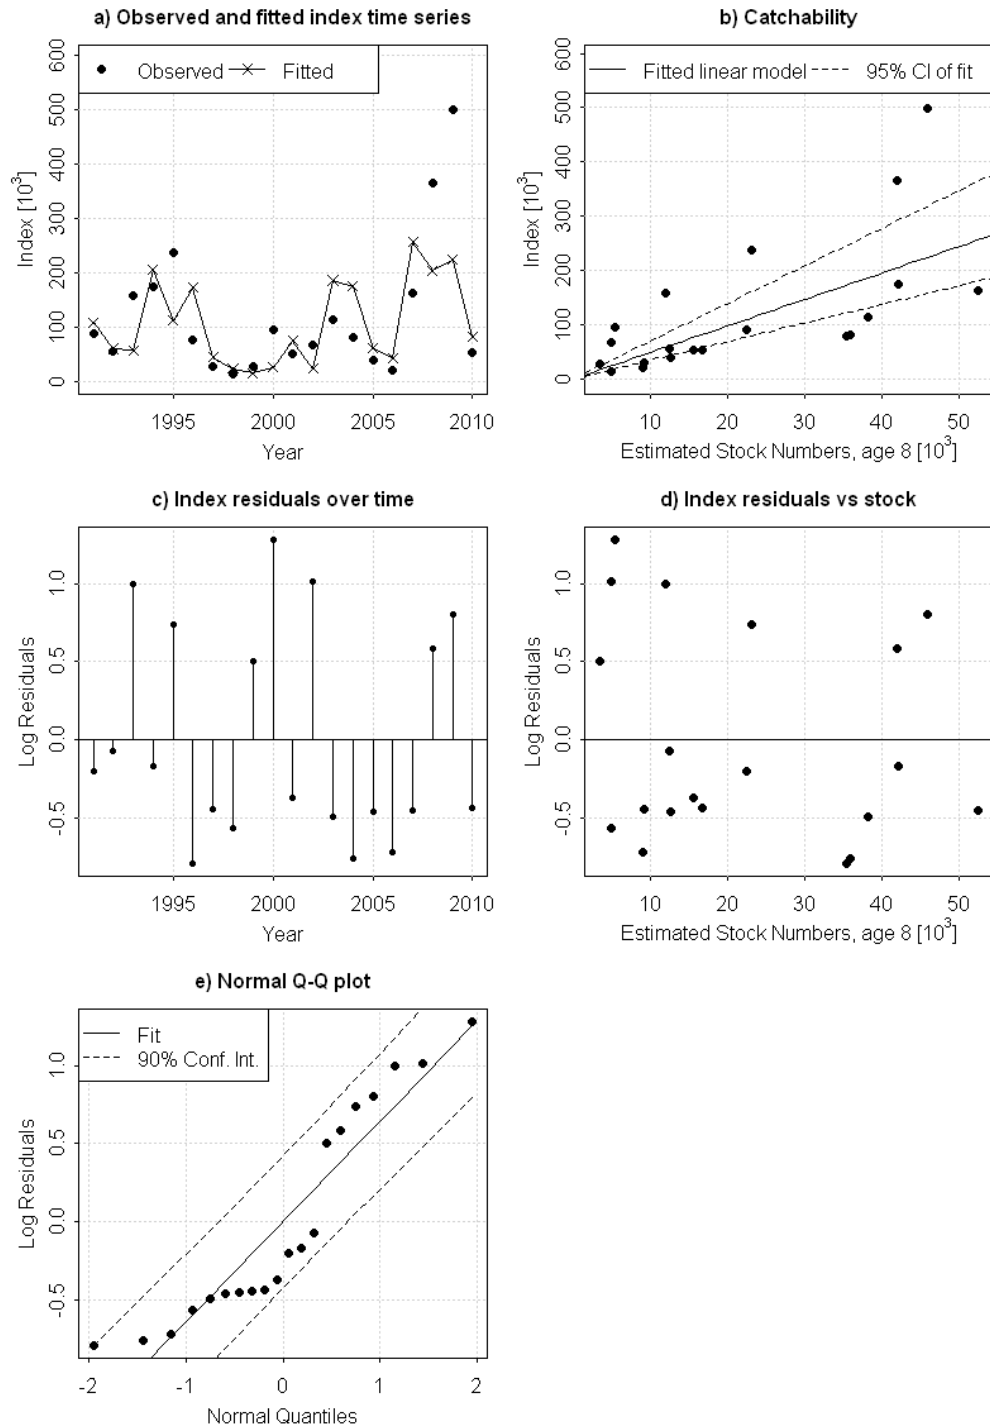 a) Observed and fitted index time series
Observed Fitted
600
500
400
300
200
100
0
Index [10³]
1995 2000 2005 2010
Year
b) Catchability
Fitted linear model 95% CI of fit
600
500
400
300
200
100
0
Index [10³]
10 20 30 40 50
Estimated Stock Numbers, age 8 [10³]
c) Index residuals over time
1.0
0.5
0.0
-0.5
Log Residuals
1995 2000 2005 2010
Year
d) Index residuals vs stock
1.0
0.5
0.0
-0.5
Log Residuals
10 20 30 40 50
Estimated Stock Numbers, age 8 [10³]
e) Normal Q-Q plot
Fit
90% Conf. Int.
1.0
0.5
0.0
-0.5
Log Residuals
-2 -1 0 1 2
Normal Quantiles